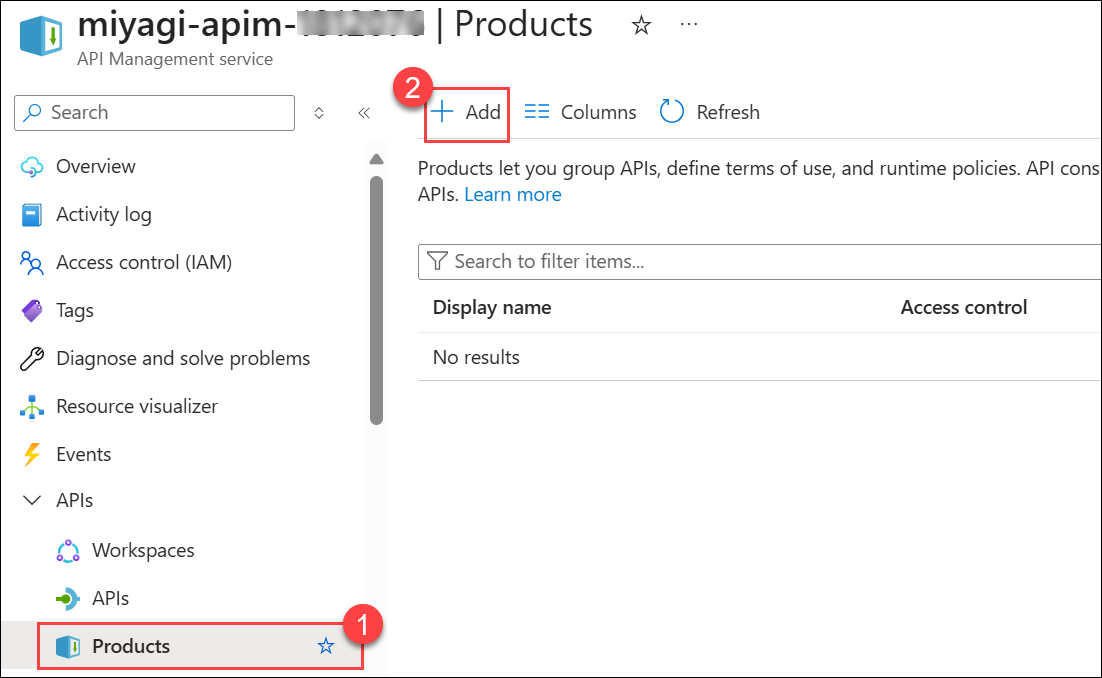 miyagi-apim- | Products
API Management service
Search
2
Add
Columns
Refresh
Overview
Activity log
Access control (IAM)
Tags
Diagnose and solve problems
Resource visualizer
Events
APIs
Workspaces
APIs
Products
1
Products let you group APIs, define terms of use, and runtime policies. API cons
APIs. Learn more
Search to filter items...
Display name Access control
No results